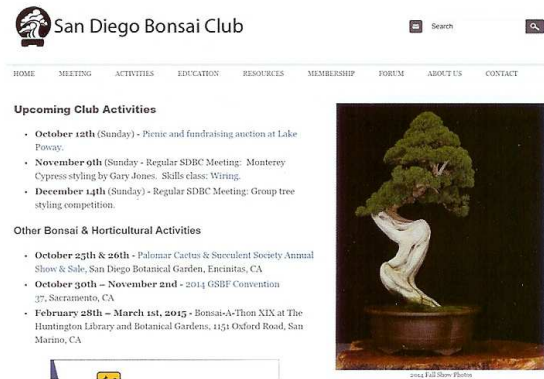 San Diego Bonsai Club
Search
HOME MEETING ACTIVITIES EDUCATION RESOURCES MEMBERSHIP FORUM ABOUT US CONTACT
Upcoming Club Activities
• October 12th (Sunday) - Picnic and fundraising auction at Lake
Poway.
• November 9th (Sunday - Regular SDBC Meeting: Monterey
Cypress styling by Gary Jones. Skills class: Wiring.
• December 14th (Sunday) - Regular SDBC Meeting: Group tree
styling competition.
Other Bonsai & Horticultural Activities
• October 25th & 26th - Palomar Cactus & Succulent Society Annual
Show & Sale, San Diego Botanical Garden, Encinitas, CA
• October 30th – November 2nd - 2014 GSBF Convention
37, Sacramento, CA
• February 28th – March 1st, 2015 - Bonsai-A-Thon XIX at The
Huntington Library and Botanical Gardens, 1151 Oxford Road, San
Marino, CA
2014 Fall Show Photos